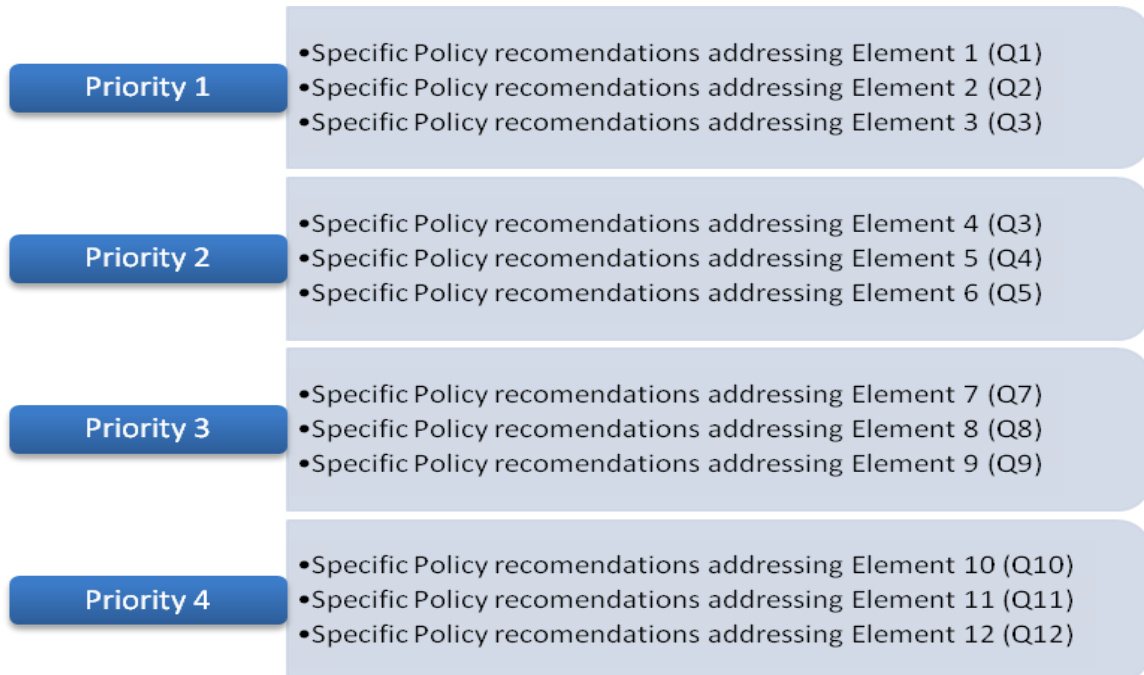 Priority 1
•Specific Policy recomendations addressing Element 1 (Q1)
•Specific Policy recomendations addressing Element 2 (Q2)
•Specific Policy recomendations addressing Element 3 (Q3)
Priority 2
•Specific Policy recomendations addressing Element 4 (Q3)
•Specific Policy recomendations addressing Element 5 (Q4)
•Specific Policy recomendations addressing Element 6 (Q5)
Priority 3
•Specific Policy recomendations addressing Element 7 (Q7)
•Specific Policy recomendations addressing Element 8 (Q8)
•Specific Policy recomendations addressing Element 9 (Q9)
Priority 4
•Specific Policy recomendations addressing Element 10 (Q10)
•Specific Policy recomendations addressing Element 11 (Q11)
•Specific Policy recomendations addressing Element 12 (Q12)